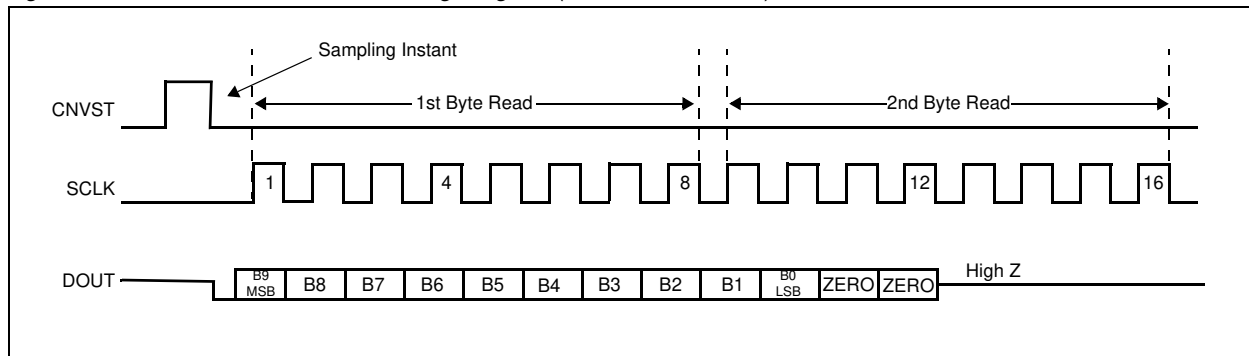 Sampling Instant
CNVST
1st Byte Read
2nd Byte Read
SCLK
1 4 8 12 16
DOUT
B9 MSB B8 B7 B6 B5 B4 B3 B2 B1 B0 LSB ZERO ZERO High Z